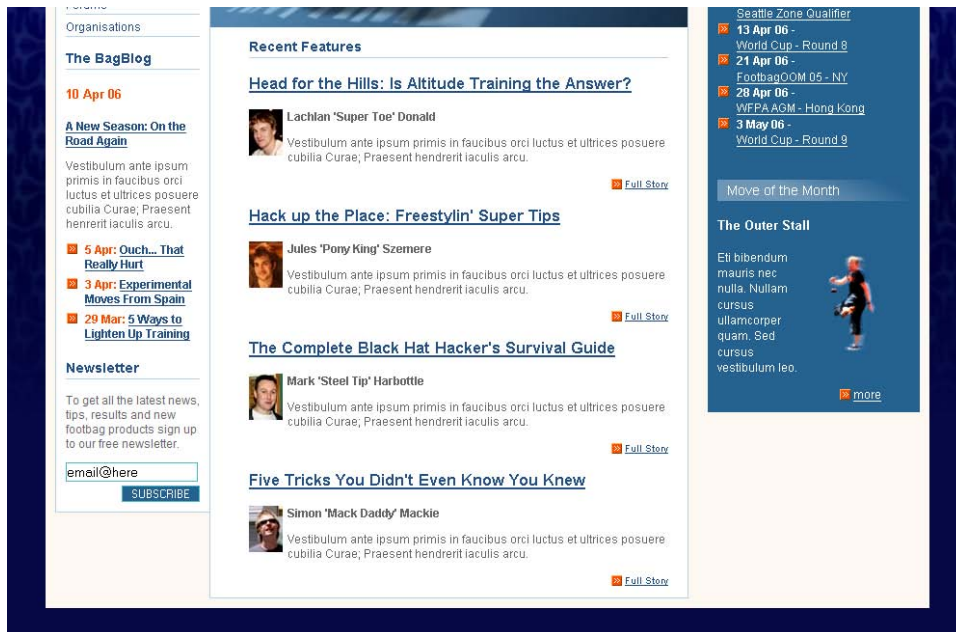 Forums
Organisations
The BagBlog
10 Apr 06
A New Season: On the
Road Again
Vestibulum ante ipsum
primis in faucibus orci
luctus et ultrices posuere
cubilia Curae; Praesent
henrerit iaculis arcu.
5 Apr: Ouch... That
Really Hurt
3 Apr: Experimental
Moves From Spain
29 Mar: 5 Ways to
Lighten Up Training
Newsletter
To get all the latest news,
tips, results and new
footbag products sign up
to our free newsletter.
email@here
SUBSCRIBE
Recent Features
Head for the Hills: Is Altitude Training the Answer?
Lachlan 'Super Toe' Donald
Vestibulum ante ipsum primis in faucibus orci luctus et ultrices posuere
cubilia Curae; Praesent hendrerit iaculis arcu.
Full Story
Hack up the Place: Freestylin' Super Tips
Jules 'Pony King' Szemere
Vestibulum ante ipsum primis in faucibus orci luctus et ultrices posuere
cubilia Curae; Praesent hendrerit iaculis arcu.
Full Story
The Complete Black Hat Hacker's Survival Guide
Mark 'Steel Tip' Harbottle
Vestibulum ante ipsum primis in faucibus orci luctus et ultrices posuere
cubilia Curae; Praesent hendrerit iaculis arcu.
Full Story
Five Tricks You Didn't Even Know You Knew
Simon 'Mack Daddy' Mackie
Vestibulum ante ipsum primis in faucibus orci luctus et ultrices posuere
cubilia Curae; Praesent hendrerit iaculis arcu.
Full Story
Seattle Zone Qualifier
13 Apr 06 -
World Cup - Round 8
21 Apr 06 -
FootbagOOM 05 - NY
28 Apr 06 -
WFPA AGM - Hong Kong
3 May 06 -
World Cup - Round 9
Move of the Month
The Outer Stall
Eti bibendum
mauris nec
nulla. Nullam
cursus
ullamcorper
quam. Sed
cursus
vestibulum leo.
more